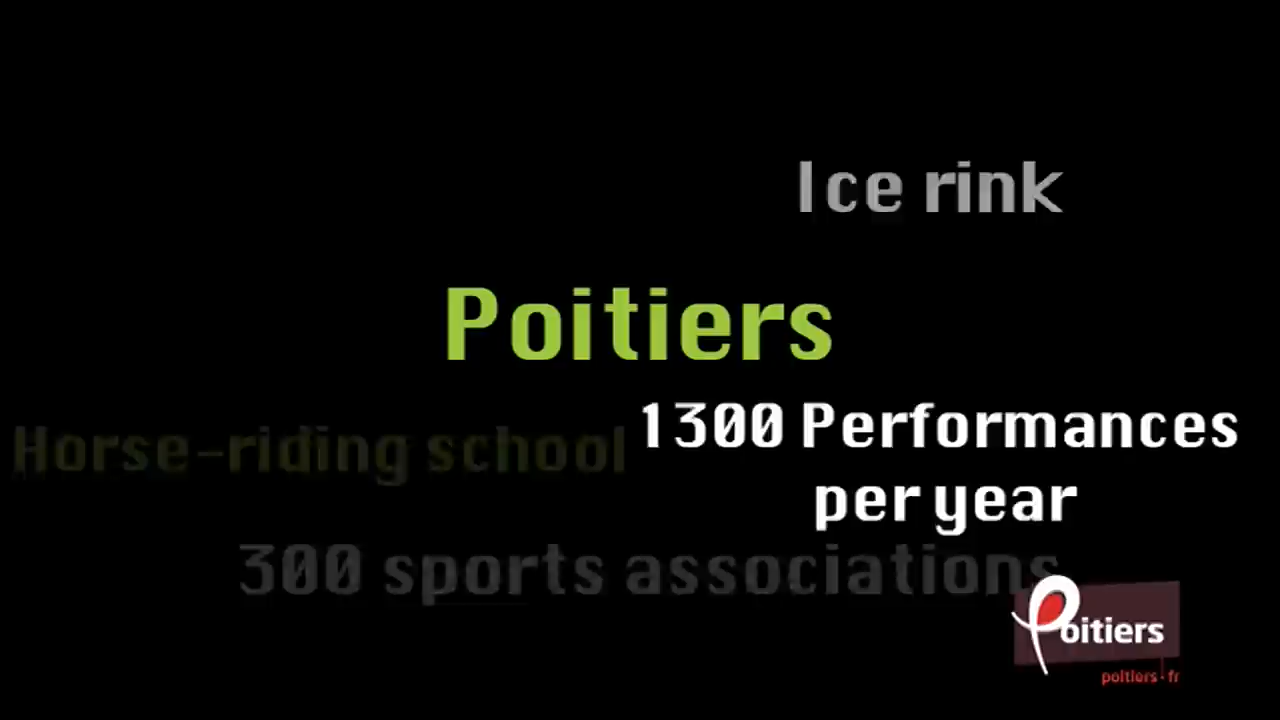 Ice rink
Poitiers
1300 Performances
per year
Horse-riding school
300 sports associations
Poitiers
poitiers.fr